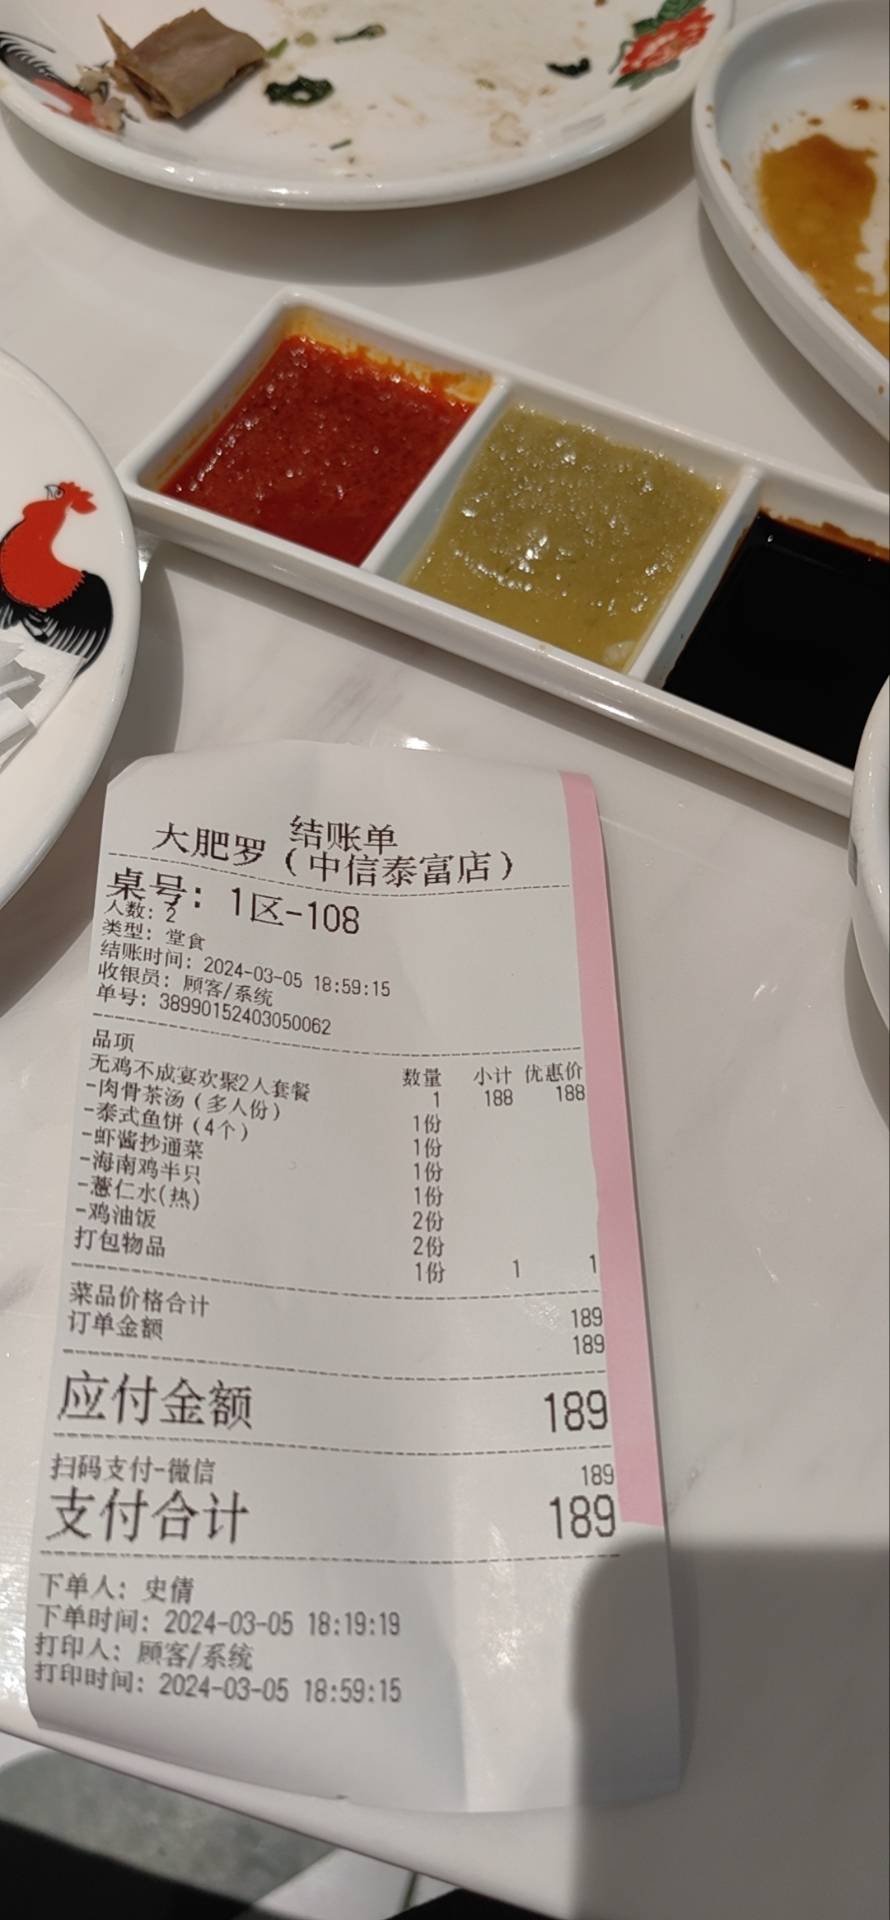 结账单
大肥罗（中信泰富店）
桌号：1区-108
人数：2
类型：堂食
结账时间：2024-03-05 18:59:15
收银员：顾客/系统
单号：38990152403050062
品项 数量 小计 优惠价
无鸡不成宴欢聚2人套餐 1 188 188
-肉骨茶汤（多人份） 1份
-泰式鱼饼（4个） 1份
-虾酱抄通菜 1份
-海南鸡半只 1份
-薏仁水(热) 2份
-鸡油饭 2份
打包物品 1份 1 1
菜品价格合计 189
订单金额 189
应付金额 189
扫码支付-微信 189
支付合计 189
下单人：史倩
下单时间：2024-03-05 18:19:19
打印人：顾客/系统
打印时间：2024-03-05 18:59:15